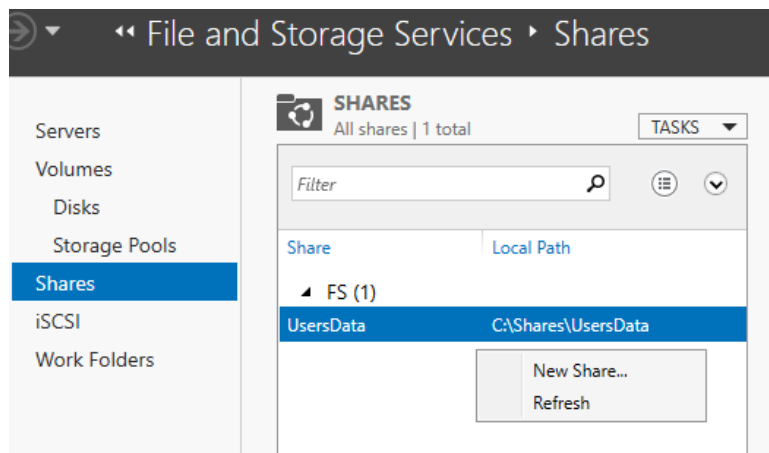 File and Storage Services Shares
Servers
Volumes
Disks
Storage Pools
Shares
iSCSI
Work Folders
SHARES
All shares | 1 total
TASKS
Filter
Share Local Path
FS (1)
UsersData C:\Shares\UsersData
New Share...
Refresh